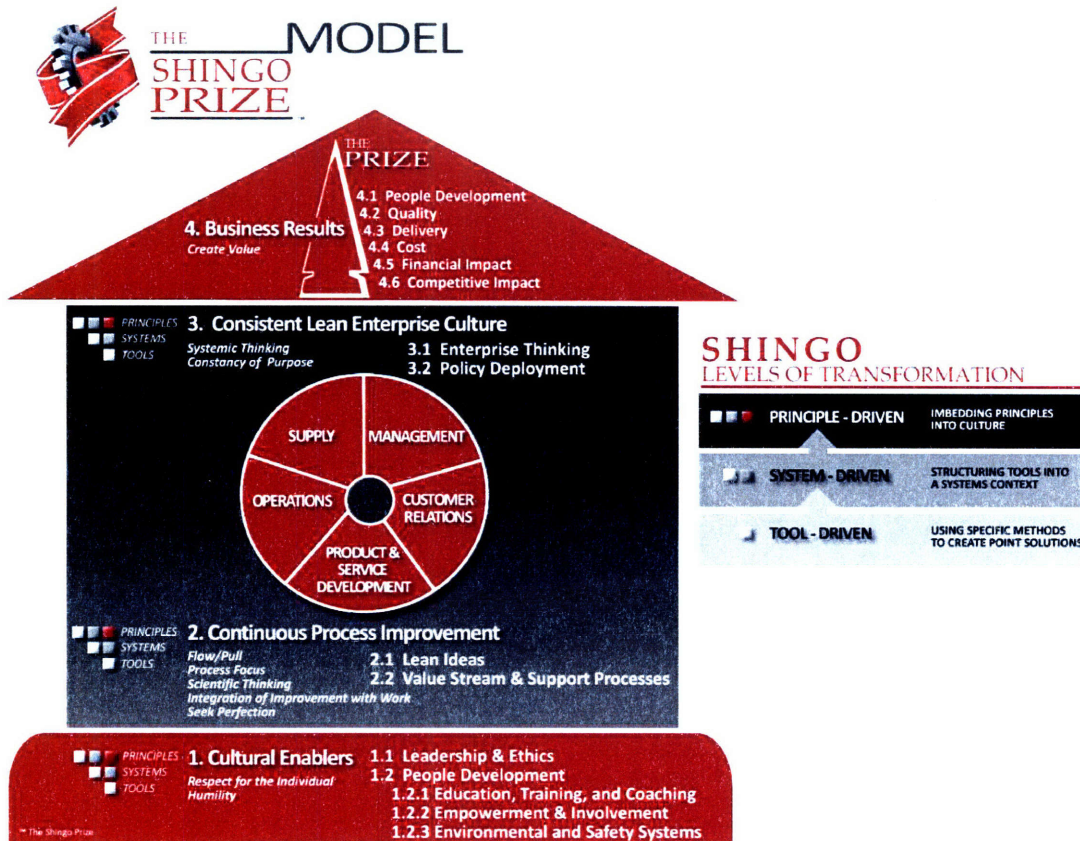 THE
SHINGO
PRIZE
MODEL
THE
PRIZE
4. Business Results
Create Value
4.1 People Development
4.2 Quality
4.3 Delivery
4.4 Cost
4.5 Financial Impact
4.6 Competitive Impact
PRINCIPLES
SYSTEMS
TOOLS
3. Consistent Lean Enterprise Culture
Systemic Thinking
Constancy of Purpose
3.1 Enterprise Thinking
3.2 Policy Deployment
SUPPLY
MANAGEMENT
OPERATIONS
CUSTOMER
RELATIONS
PRODUCT &
SERVICE
DEVELOPMENT
PRINCIPLES
SYSTEMS
TOOLS
2. Continuous Process Improvement
Flow/Pull
Process Focus
Scientific Thinking
Integration of Improvement with Work
Seek Perfection
2.1 Lean Ideas
2.2 Value Stream & Support Processes
PRINCIPLES
SYSTEMS
TOOLS
1. Cultural Enablers
Respect for the Individual
Humility
1.1 Leadership & Ethics
1.2 People Development
1.2.1 Education, Training, and Coaching
1.2.2 Empowerment & Involvement
1.2.3 Environmental and Safety Systems
™ The Shingo Prize
SHINGO
LEVELS OF TRANSFORMATION
PRINCIPLE - DRIVEN
IMBEDDING PRINCIPLES
INTO CULTURE
SYSTEM - DRIVEN
STRUCTURING TOOLS INTO
A SYSTEMS CONTEXT
TOOL - DRIVEN
USING SPECIFIC METHODS
TO CREATE POINT SOLUTIONS